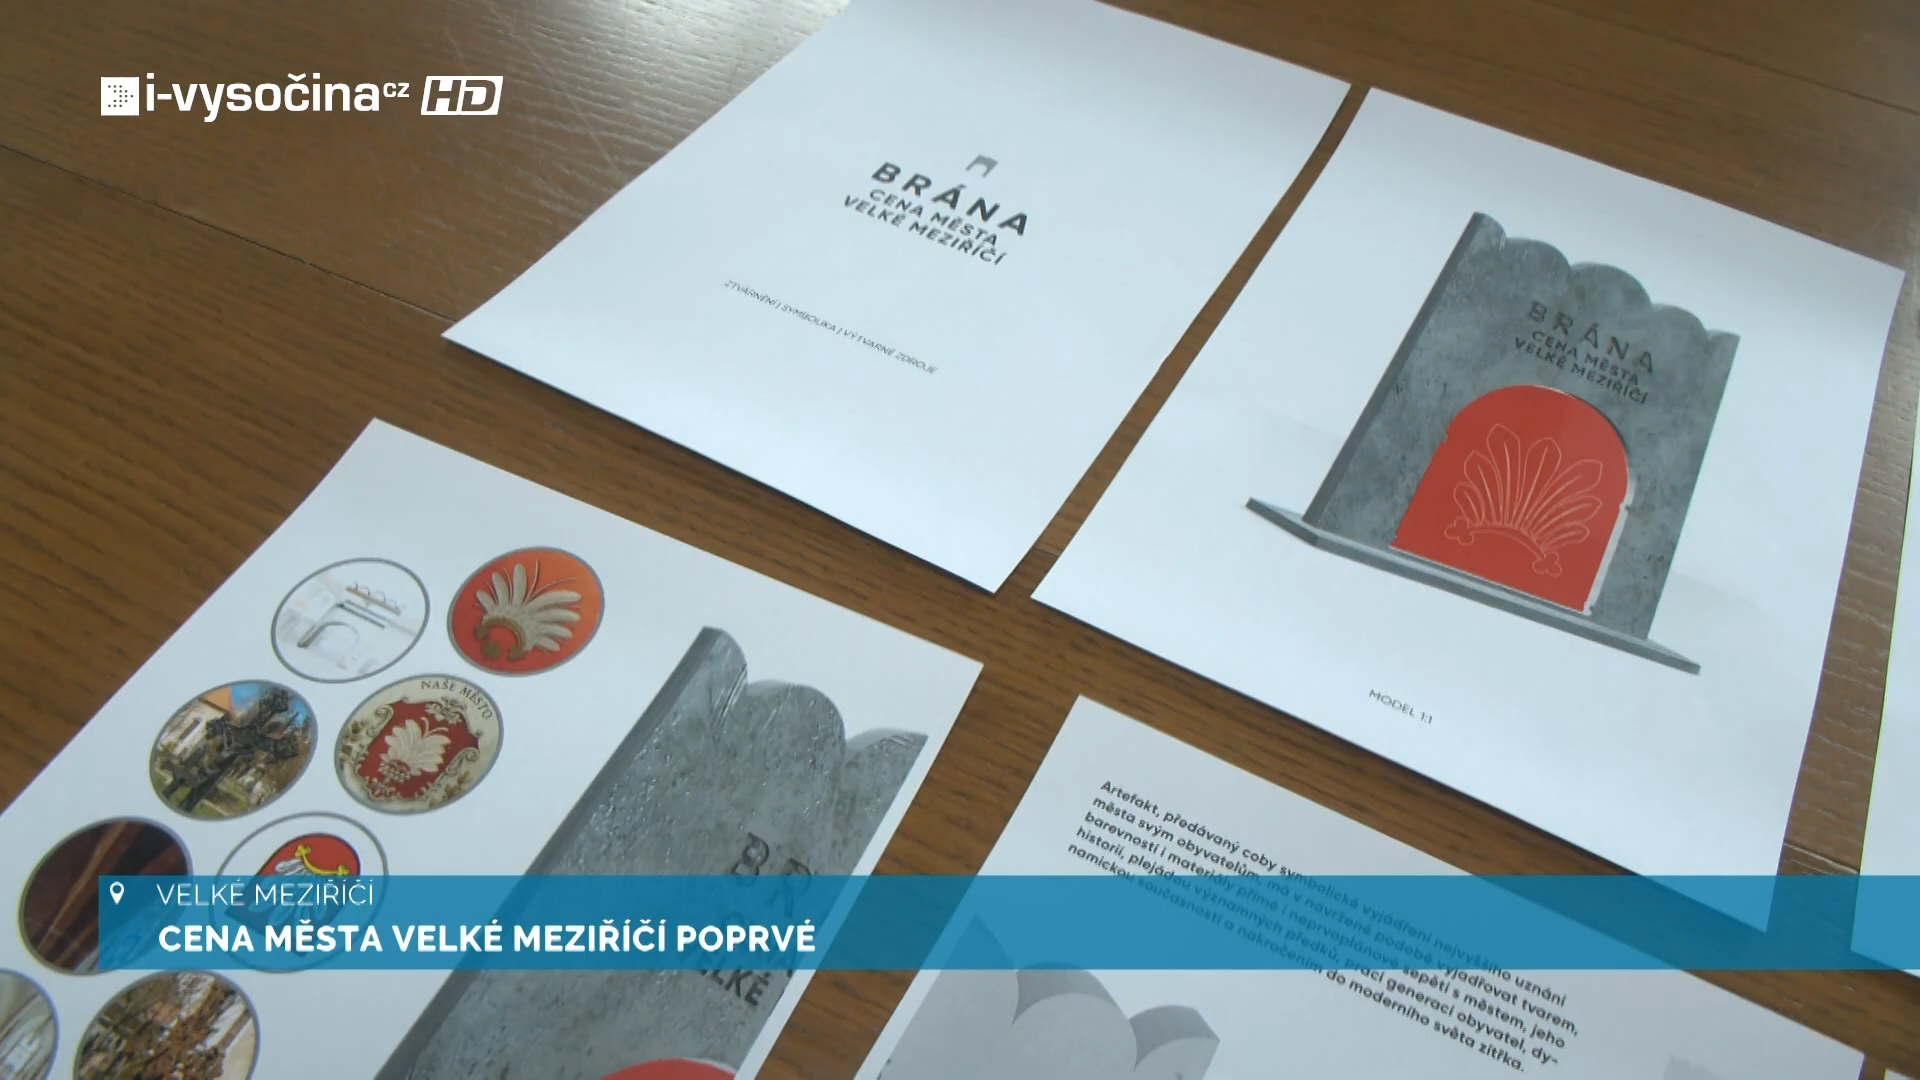 i-vysočina.cz HD
BRÁNA
CENA MĚSTA
VELKÉ MEZIŘÍČÍ
ZTVÁRNĚNÍ | SYMBOLIKA | VÝTVARNÉ ZDROJE
BRÁNA
CENA MĚSTA
VELKÉ MEZIŘÍČÍ
MODEL 1:1
NAŠE MĚSTO
VELKÉ
Artefakt, předávaný coby symbolické vyjádření nejvyššího uznání
města svým obyvatelům, má v navržené podobě vyjadřovat tvarem,
barevností i materiály přímé i neprvoplánové sepětí s městem, jeho
historií, plejádou významných předků, prací generací obyvatel, dy-
namickou současností a nakročením do moderního světa zítřka.
VELKÉ MEZIŘÍČÍ
CENA MĚSTA VELKÉ MEZIŘÍČÍ POPRVÉ